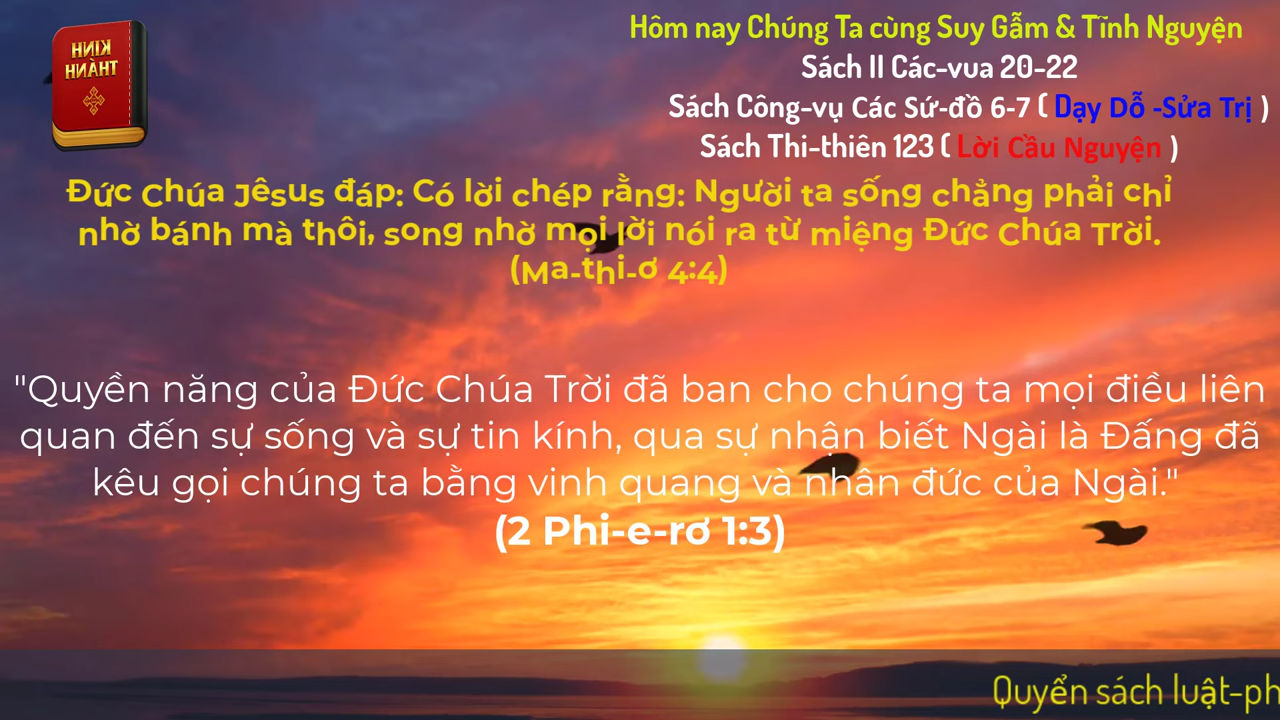 KINH
THÀNH
Hôm nay Chúng Ta cùng Suy Gẫm & Tĩnh Nguyện
Sách II Các-vua 20-22
Sách Công-vụ Các Sứ-đồ 6-7 ( Dạy Dỗ -Sửa Trị )
Sách Thi-thiên 123 ( Lời Cầu Nguyện )
Đức Chúa Jêsus đáp: Có lời chép rằng: Người ta sống chẳng phải chỉ
nhờ bánh mà thôi, song nhờ mọi lời nói ra từ miệng Đức Chúa Trời.
(Ma-thi-ơ 4:4)
"Quyền năng của Đức Chúa Trời đã ban cho chúng ta mọi điều liên
quan đến sự sống và sự tin kính, qua sự nhận biết Ngài là Đấng đã
kêu gọi chúng ta bằng vinh quang và nhân đức của Ngài."
(2 Phi-e-rơ 1:3)
Quyển sách luật-ph